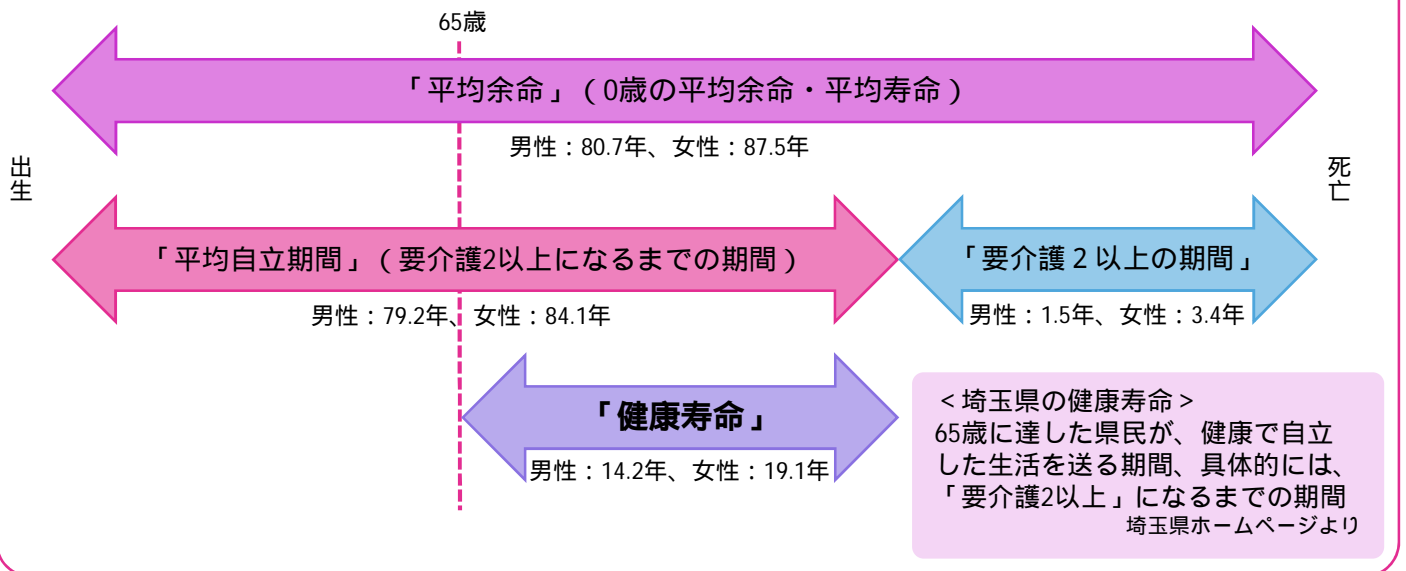 65歳
「平均余命」（0歳の平均余命・平均寿命）
男性：80.7年、女性：87.5年
出生
死亡
「平均自立期間」（要介護2以上になるまでの期間）
「要介護２以上の期間」
男性：79.2年、女性：84.1年
男性：1.5年、女性：3.4年
「健康寿命」
男性：14.2年、女性：19.1年
＜埼玉県の健康寿命＞
65歳に達した県民が、健康で自立
した生活を送る期間、具体的には、
「要介護2以上」になるまでの期間
埼玉県ホームページより